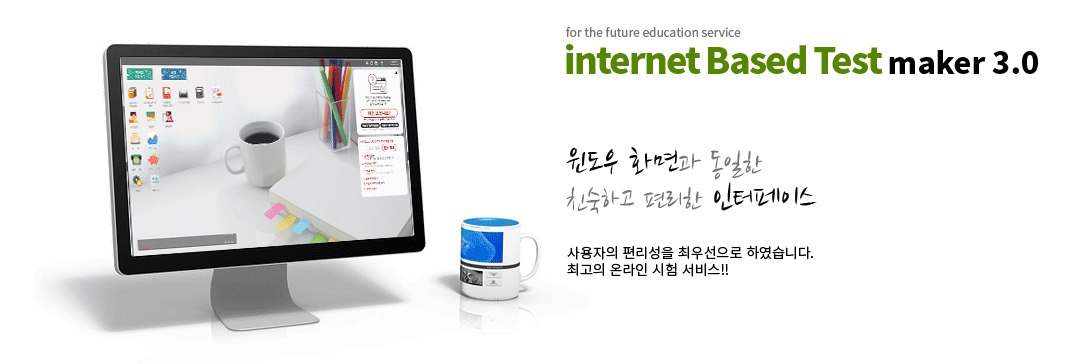 for the future education service
internet Based Test maker 3.0
윈도우 화면과 동일한
친숙하고 편리한 인터페이스
사용자의 편리성을 최우선으로 하였습니다.
최고의 온라인 시험 서비스!!